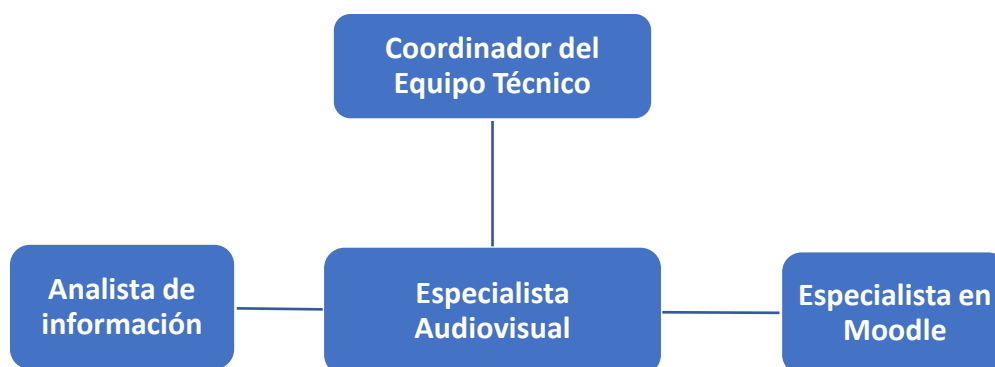 Coordinador del
Equipo Técnico
Analista de
información
Especialista
Audiovisual
Especialista en
Moodle